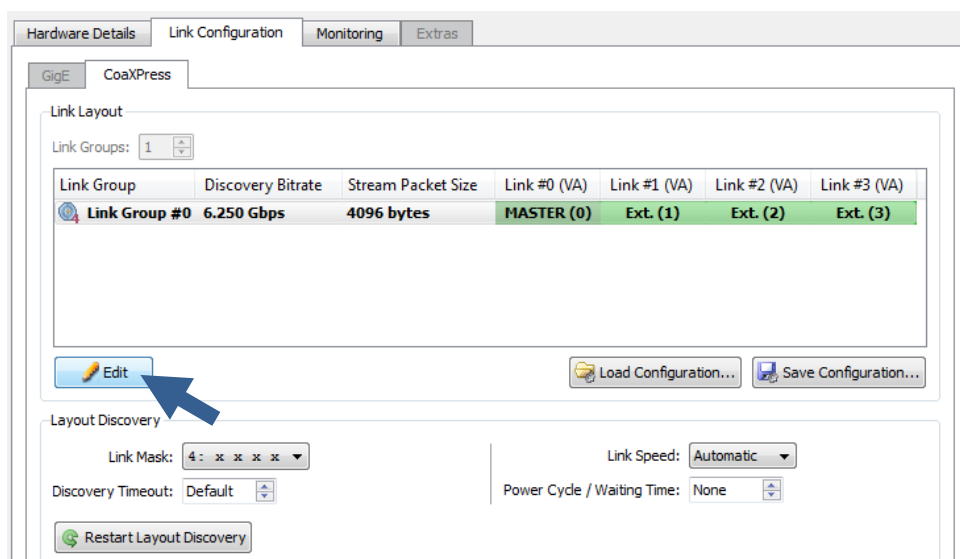 Hardware Details Link Configuration Monitoring Extras
GigE CoaXPress
Link Layout
Link Groups: 1
Link Group Discovery Bitrate Stream Packet Size Link #0 (VA) Link #1 (VA) Link #2 (VA) Link #3 (VA)
4 Link Group #0 6.250 Gbps 4096 bytes MASTER (0) Ext. (1) Ext. (2) Ext. (3)
Edit Load Configuration... Save Configuration...
Layout Discovery
Link Mask: 4: x x x x Link Speed: Automatic
Discovery Timeout: Default Power Cycle / Waiting Time: None
Restart Layout Discovery